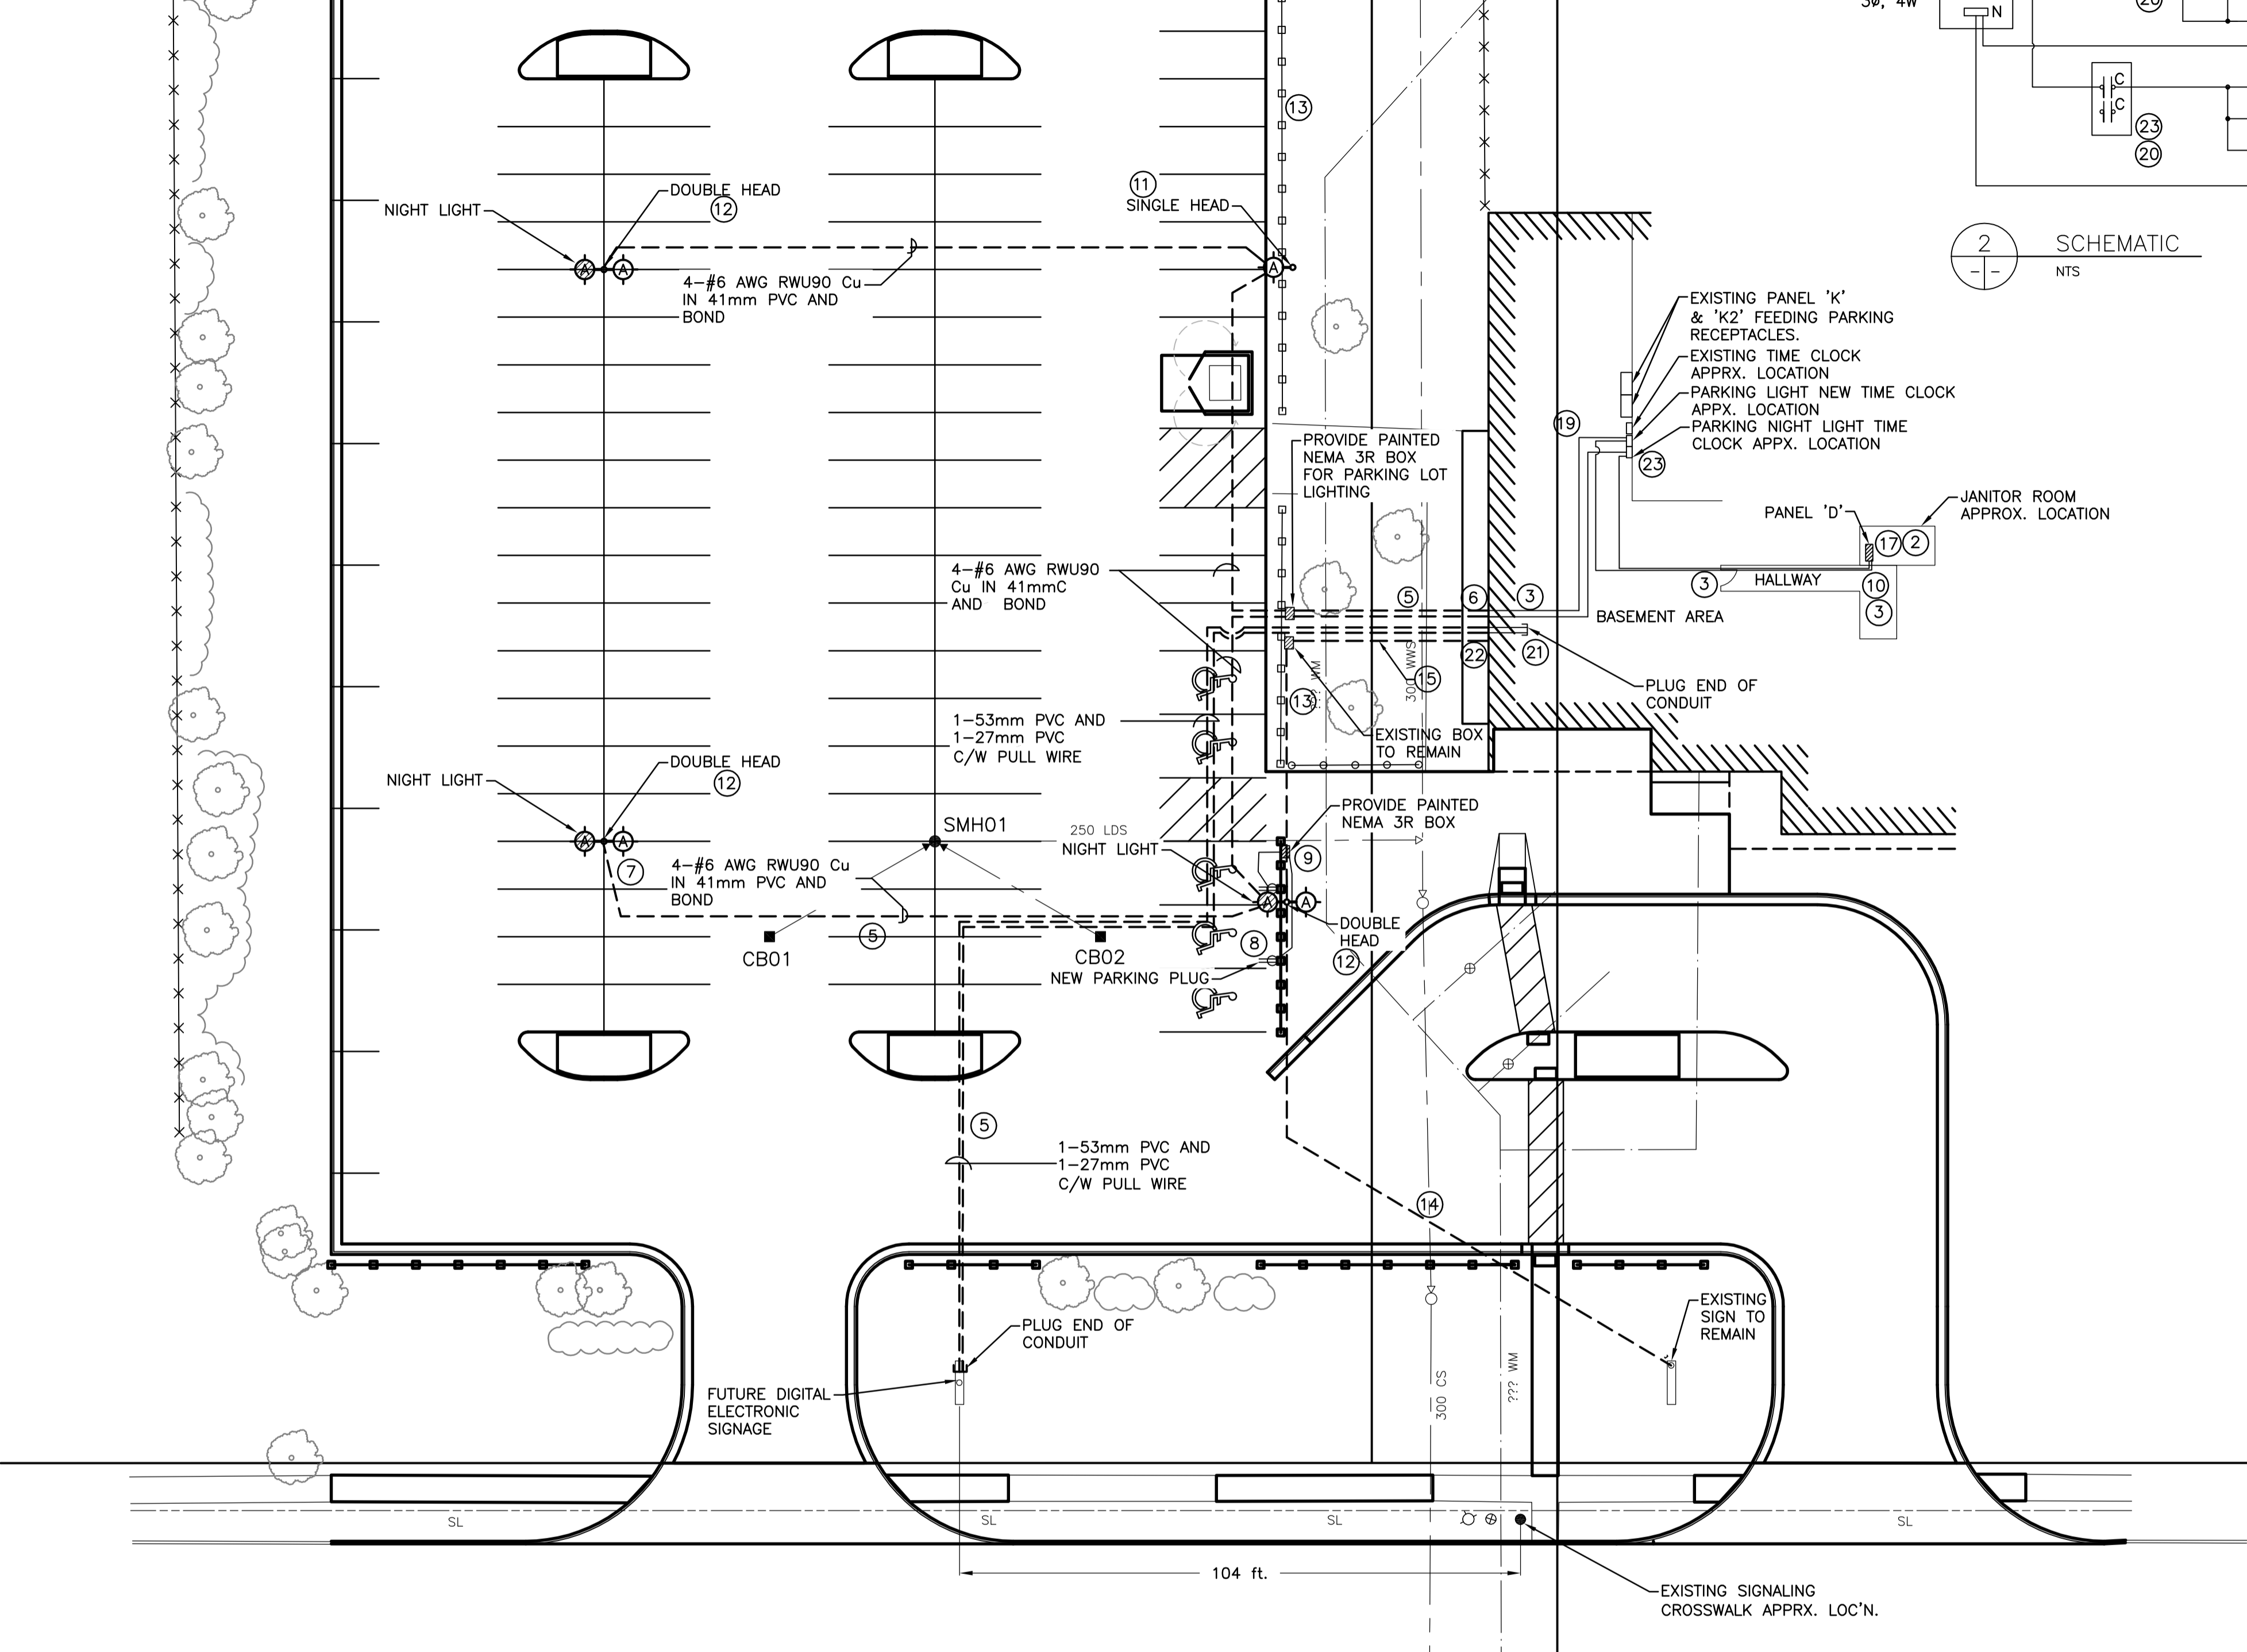 3Ø, 4W
20
N
C
C
23
20
2
SCHEMATIC
NTS
13
DOUBLE HEAD
12
NIGHT LIGHT
11
SINGLE HEAD
A
A
A
4-#6 AWG RWU90 Cu
IN 41mm PVC AND
BOND
EXISTING PANEL 'K'
& 'K2' FEEDING PARKING
RECEPTACLES.
EXISTING TIME CLOCK
APPRX. LOCATION
PARKING LIGHT NEW TIME CLOCK
APPX. LOCATION
PARKING NIGHT LIGHT TIME
CLOCK APPX. LOCATION
19
23
PROVIDE PAINTED
NEMA 3R BOX
FOR PARKING LOT
LIGHTING
JANITOR ROOM
APPROX. LOCATION
PANEL 'D'
17
2
3
HALLWAY
10
3
4-#6 AWG RWU90
Cu IN 41mmC
AND BOND
5
6
3
BASEMENT AREA
22
21
15
300 WWS
WM
13
PLUG END OF
CONDUIT
1-53mm PVC AND
1-27mm PVC
C/W PULL WIRE
EXISTING BOX
TO REMAIN
DOUBLE HEAD
12
NIGHT LIGHT
A
A
7
SMH01
250 LDS
NIGHT LIGHT
PROVIDE PAINTED
NEMA 3R BOX
9
4-#6 AWG RWU90 Cu
IN 41mm PVC AND
BOND
A
A
5
CB01
CB02
8
DOUBLE
HEAD
12
NEW PARKING PLUG
5
1-53mm PVC AND
1-27mm PVC
C/W PULL WIRE
14
EXISTING
SIGN TO
REMAIN
PLUG END OF
CONDUIT
FUTURE DIGITAL
ELECTRONIC
SIGNAGE
300 CS
??? WM
SL
SL
SL
SL
104 ft.
EXISTING SIGNALING
CROSSWALK APPRX. LOC'N.